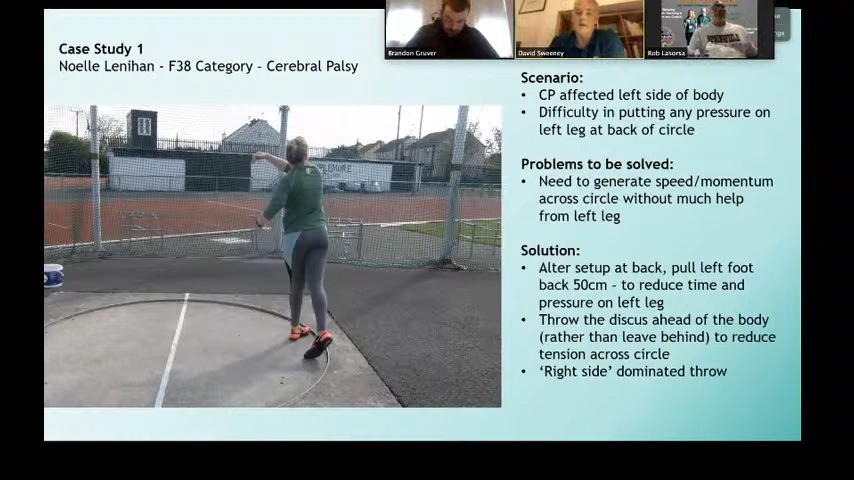 Case Study 1
Noelle Lenihan - F38 Category – Cerebral Palsy
Brandon Gruver
David Sweeney
Rob Lasorsa
Scenario:
• CP affected left side of body
• Difficulty in putting any pressure on
left leg at back of circle
Problems to be solved:
• Need to generate speed/momentum
across circle without much help
from left leg
Solution:
• Alter setup at back, pull left foot
back 50cm – to reduce time and
pressure on left leg
• Throw the discus ahead of the body
(rather than leave behind) to reduce
tension across circle
• ‘Right side’ dominated throw